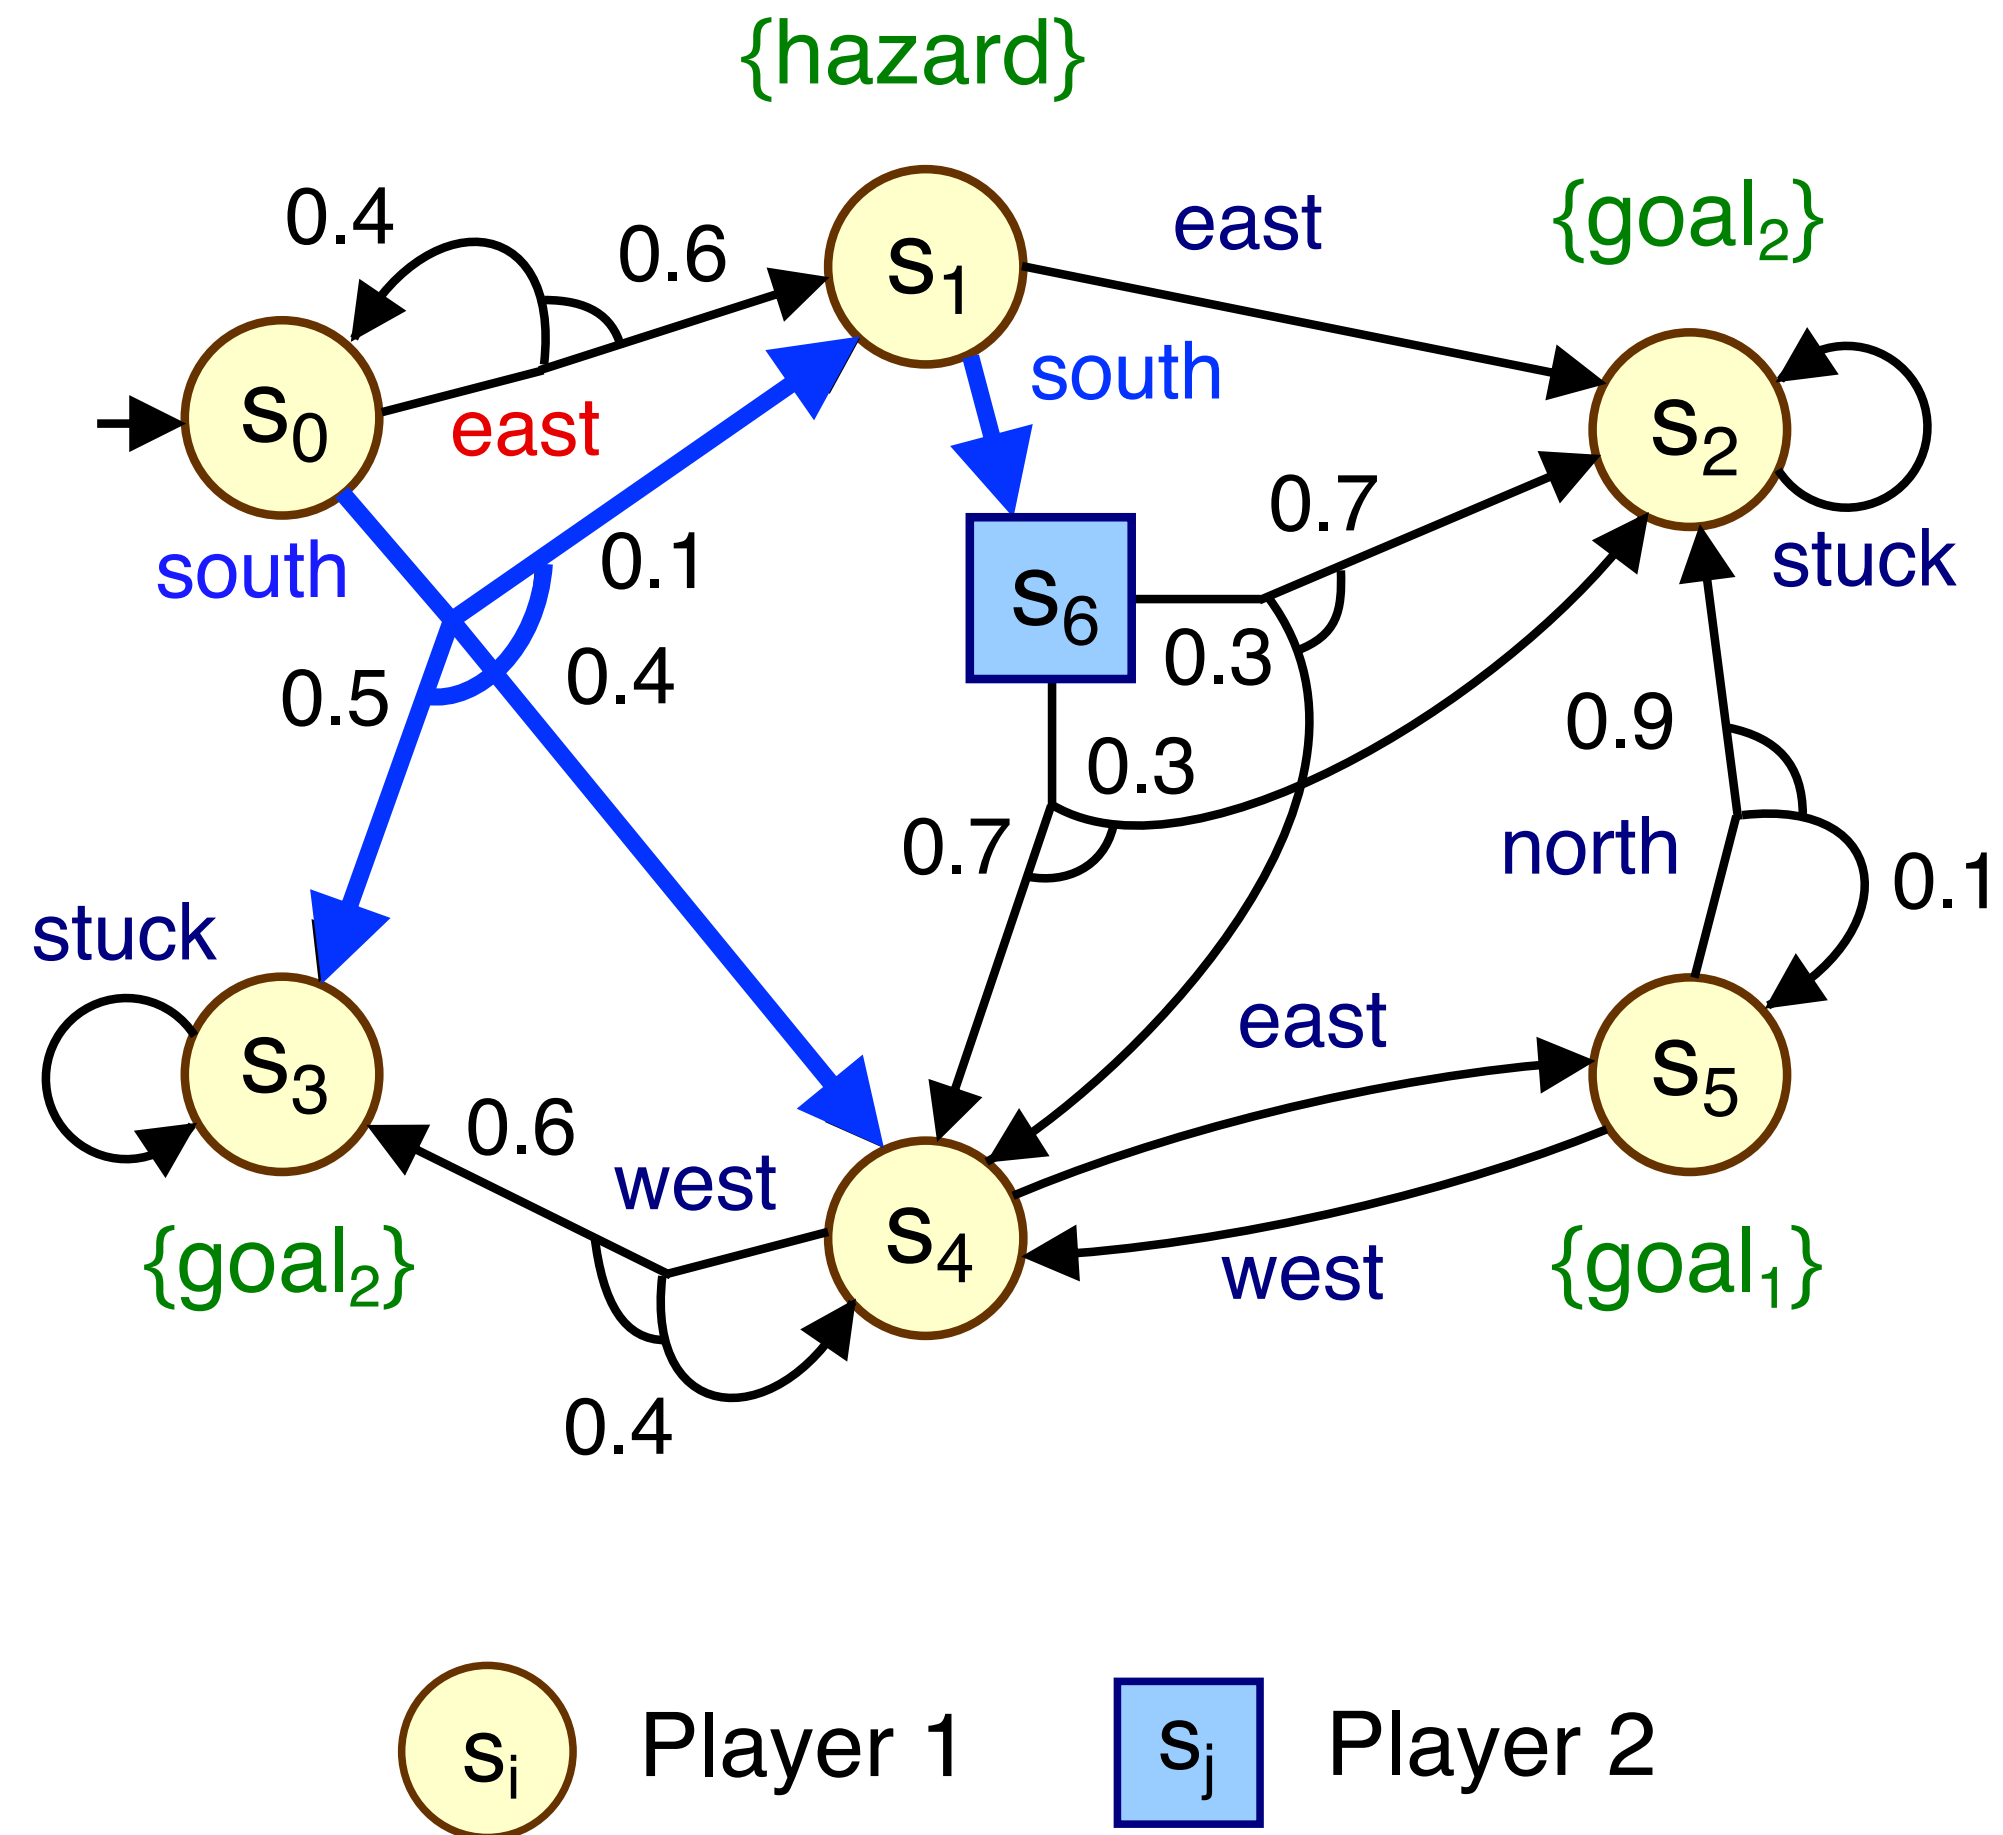 {hazard}
0.4
0.6
s₁
east
{goal₂}
s₀
east
south
s₂
south
0.1
0.7
stuck
s₆
0.5
0.4
0.3
0.9
0.3
0.7
north
0.1
stuck
s₃
east
s₅
0.6
west
s₄
{goal₂}
west
{goal₁}
0.4
sᵢ
Player 1
sⱼ
Player 2